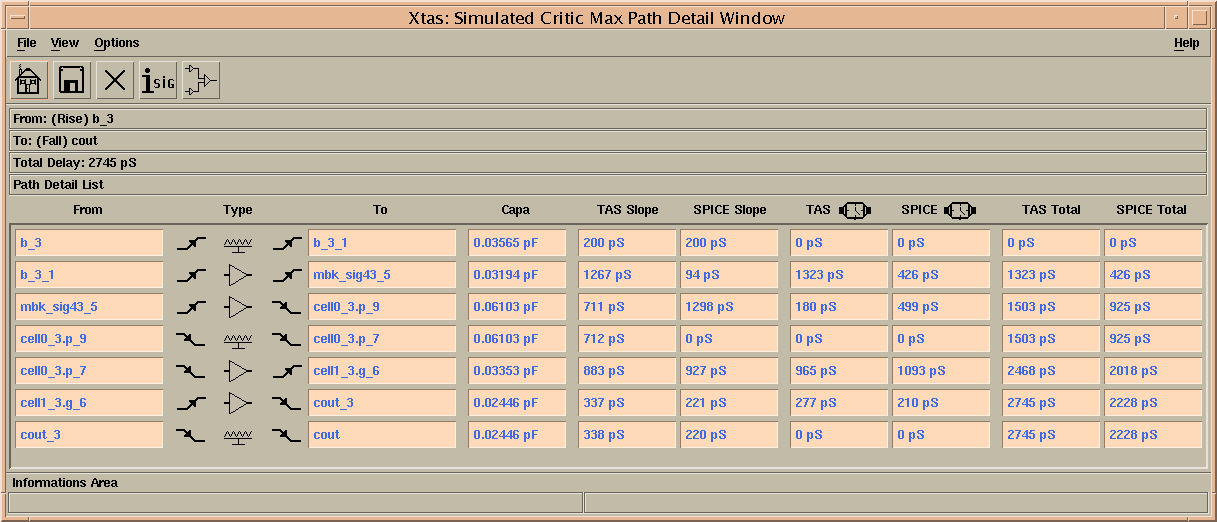 Xtas: Simulated Critic Max Path Detail Window
File View Options Help
i SIG
From: (Rise) b_3
To: (Fall) cout
Total Delay: 2745 pS
Path Detail List
From Type To Capa TAS Slope SPICE Slope TAS SPICE TAS Total SPICE Total
b_3 b_3_1 0.03565 pF 200 pS 200 pS 0 pS 0 pS 0 pS 0 pS
b_3_1 mbk_sig43_5 0.03194 pF 1267 pS 94 pS 1323 pS 426 pS 1323 pS 426 pS
mbk_sig43_5 cell0_3.p_9 0.06103 pF 711 pS 1298 pS 180 pS 499 pS 1503 pS 925 pS
cell0_3.p_9 cell0_3.p_7 0.06103 pF 712 pS 0 pS 0 pS 0 pS 1503 pS 925 pS
cell0_3.p_7 cell1_3.g_6 0.03353 pF 883 pS 927 pS 965 pS 1093 pS 2468 pS 2018 pS
cell1_3.g_6 cout_3 0.02446 pF 337 pS 221 pS 277 pS 210 pS 2745 pS 2228 pS
cout_3 cout 0.02446 pF 338 pS 220 pS 0 pS 0 pS 2745 pS 2228 pS
Informations Area